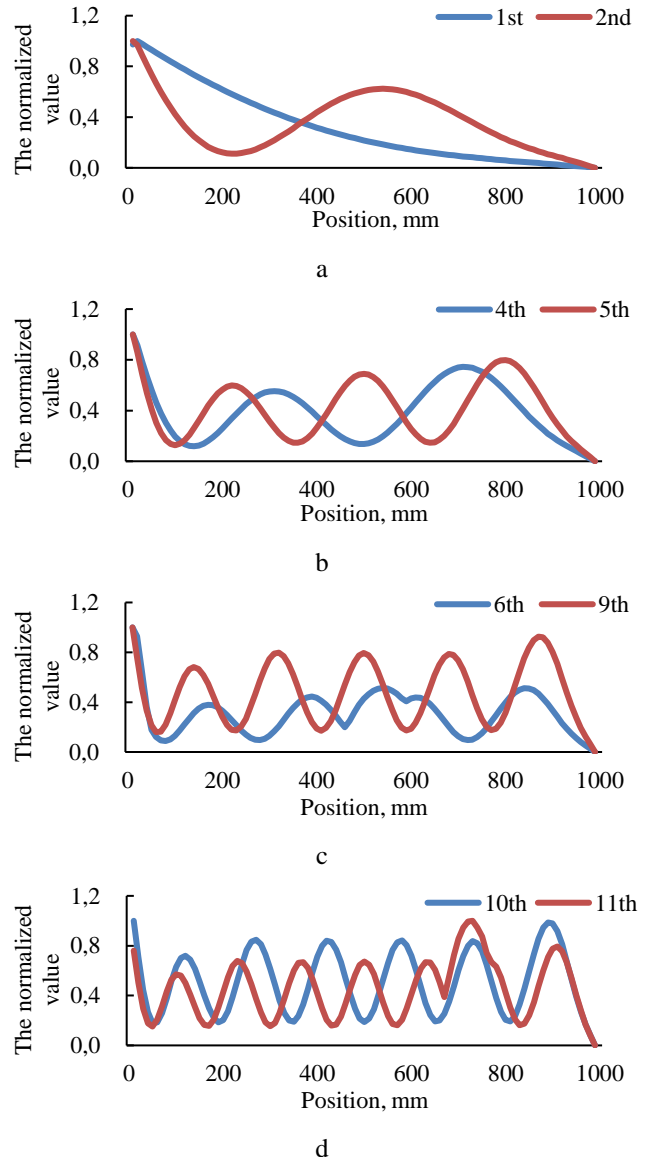 1,2
1st 2nd
0,8
0,4
0,0
The normalized
value
0 200 400 600 800 1000
Position, mm
a
1,2
4th 5th
0,8
0,4
0,0
The normalized
value
0 200 400 600 800 1000
Position, mm
b
1,2
6th 9th
0,8
0,4
0,0
The normalized
value
0 200 400 600 800 1000
Position, mm
c
1,2
10th 11th
0,8
0,4
0,0
The normalized
value
0 200 400 600 800 1000
Position, mm
d